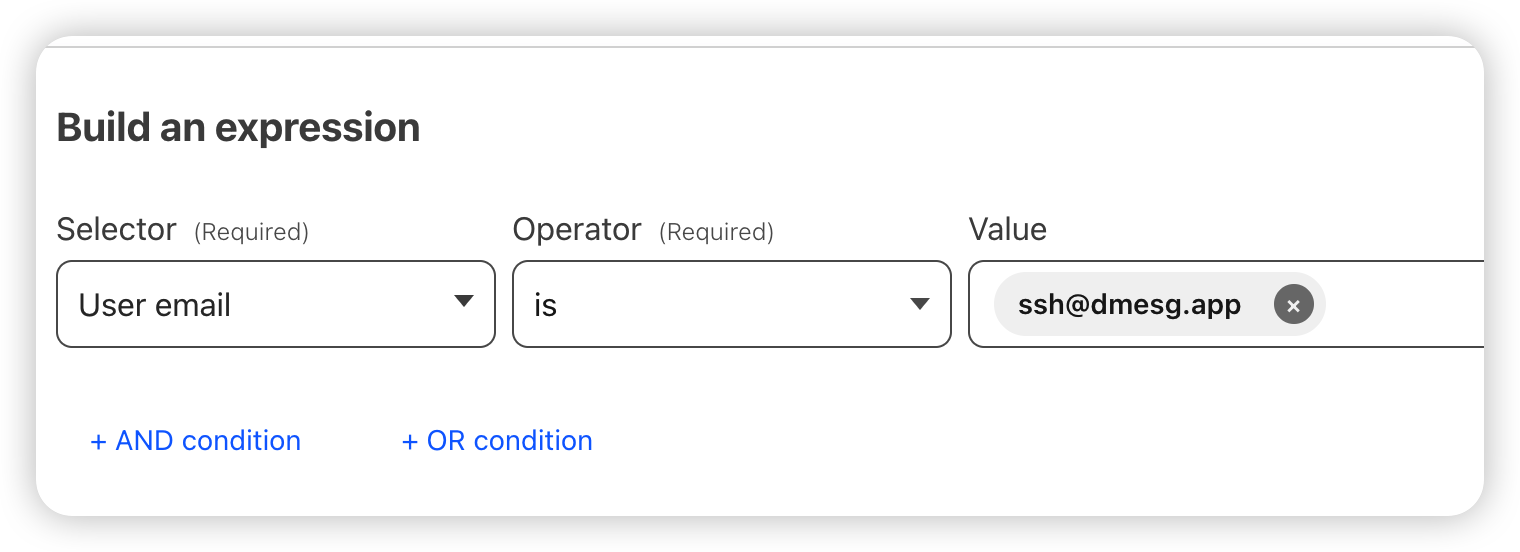 Build an expression
Selector (Required) Operator (Required) Value
User email is ssh@dmesg.app ×
+ AND condition + OR condition